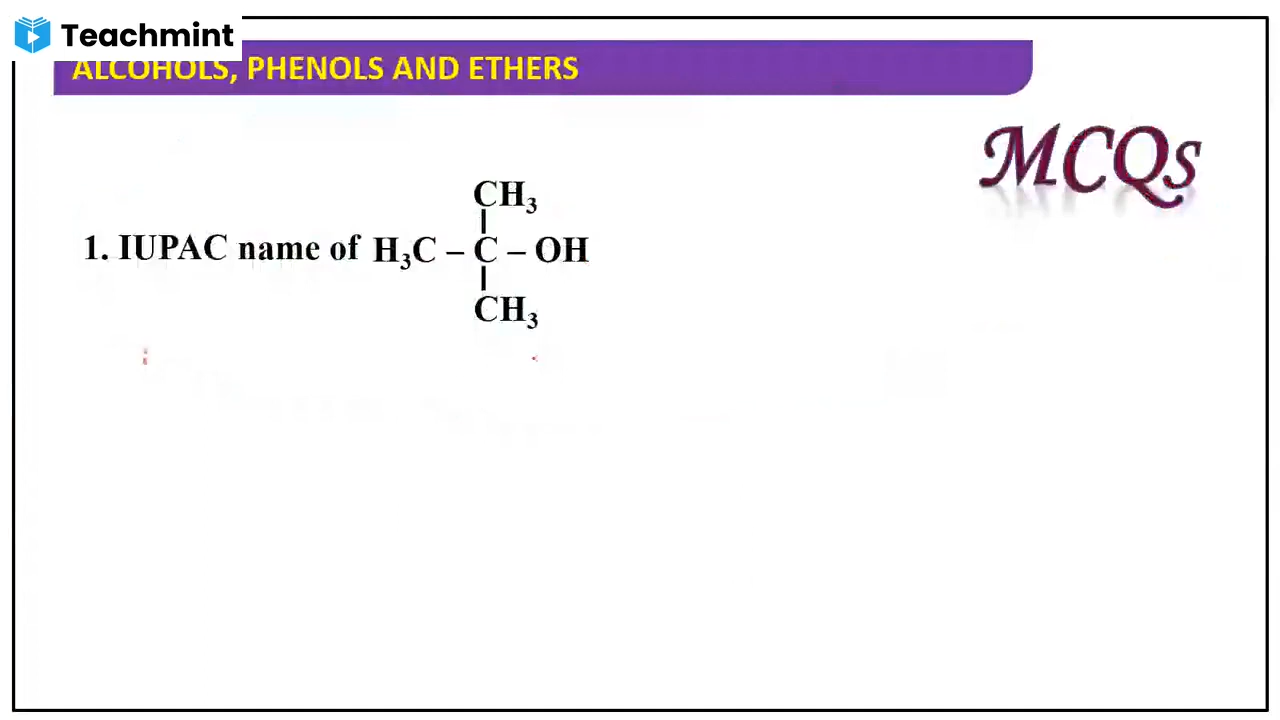 Teachmint
ALCOHOLS, PHENOLS AND ETHERS
MCQs
CH₃
1. IUPAC name of H₃C – C – OH
CH₃